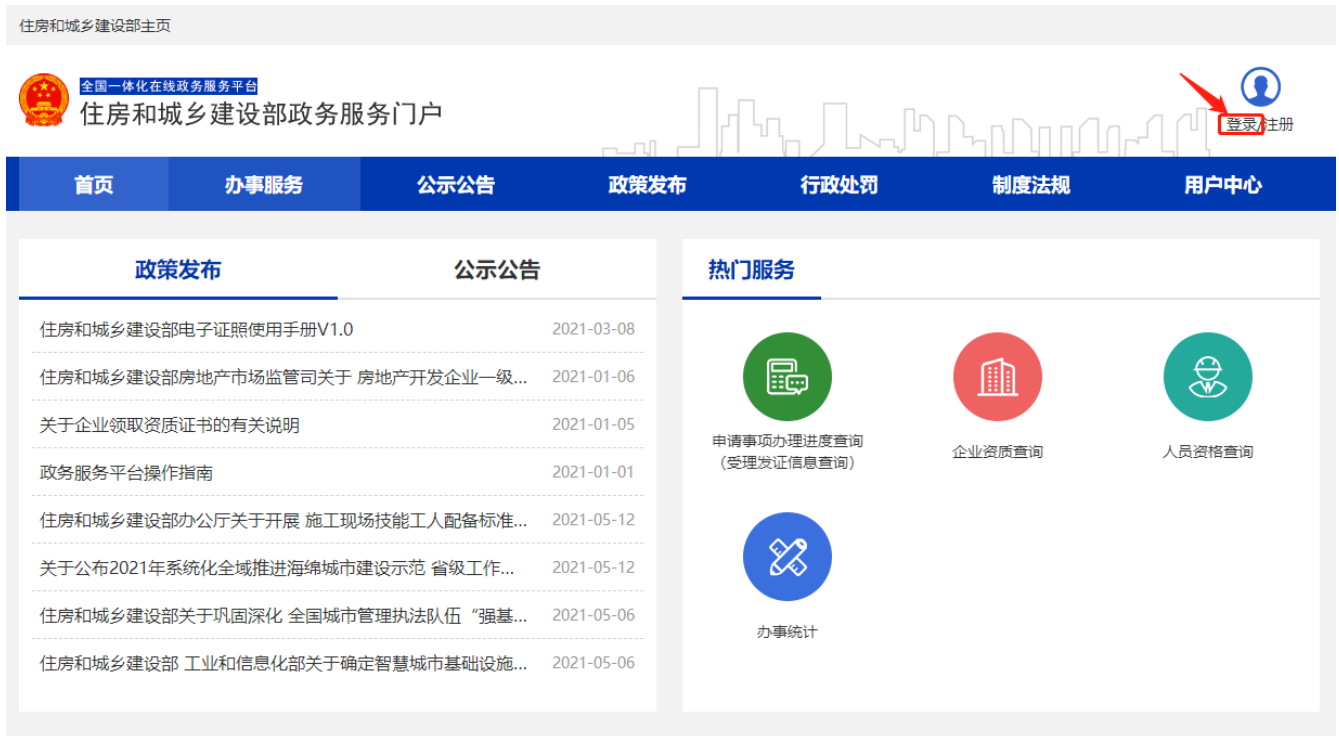 住房和城乡建设部主页
全国一体化在线政务服务平台
住房和城乡建设部政务服务门户
登录/注册
首页 办事服务 公示公告 政策发布 行政处罚 制度法规 用户中心
政策发布 公示公告
住房和城乡建设部电子证照使用手册V1.0 2021-03-08
住房和城乡建设部房地产市场监管司关于 房地产开发企业一级... 2021-01-06
关于企业领取资质证书的有关说明 2021-01-05
政务服务平台操作指南 2021-01-01
住房和城乡建设部办公厅关于开展 施工现场技能工人配备标准... 2021-05-12
关于公布2021年系统化全域推进海绵城市建设示范 省级工作... 2021-05-12
住房和城乡建设部关于巩固深化 全国城市管理执法队伍“强基... 2021-05-06
住房和城乡建设部 工业和信息化部关于确定智慧城市基础设施... 2021-05-06
热门服务
申请事项办理进度查询
（受理发证信息查询）
企业资质查询
人员资格查询
办事统计